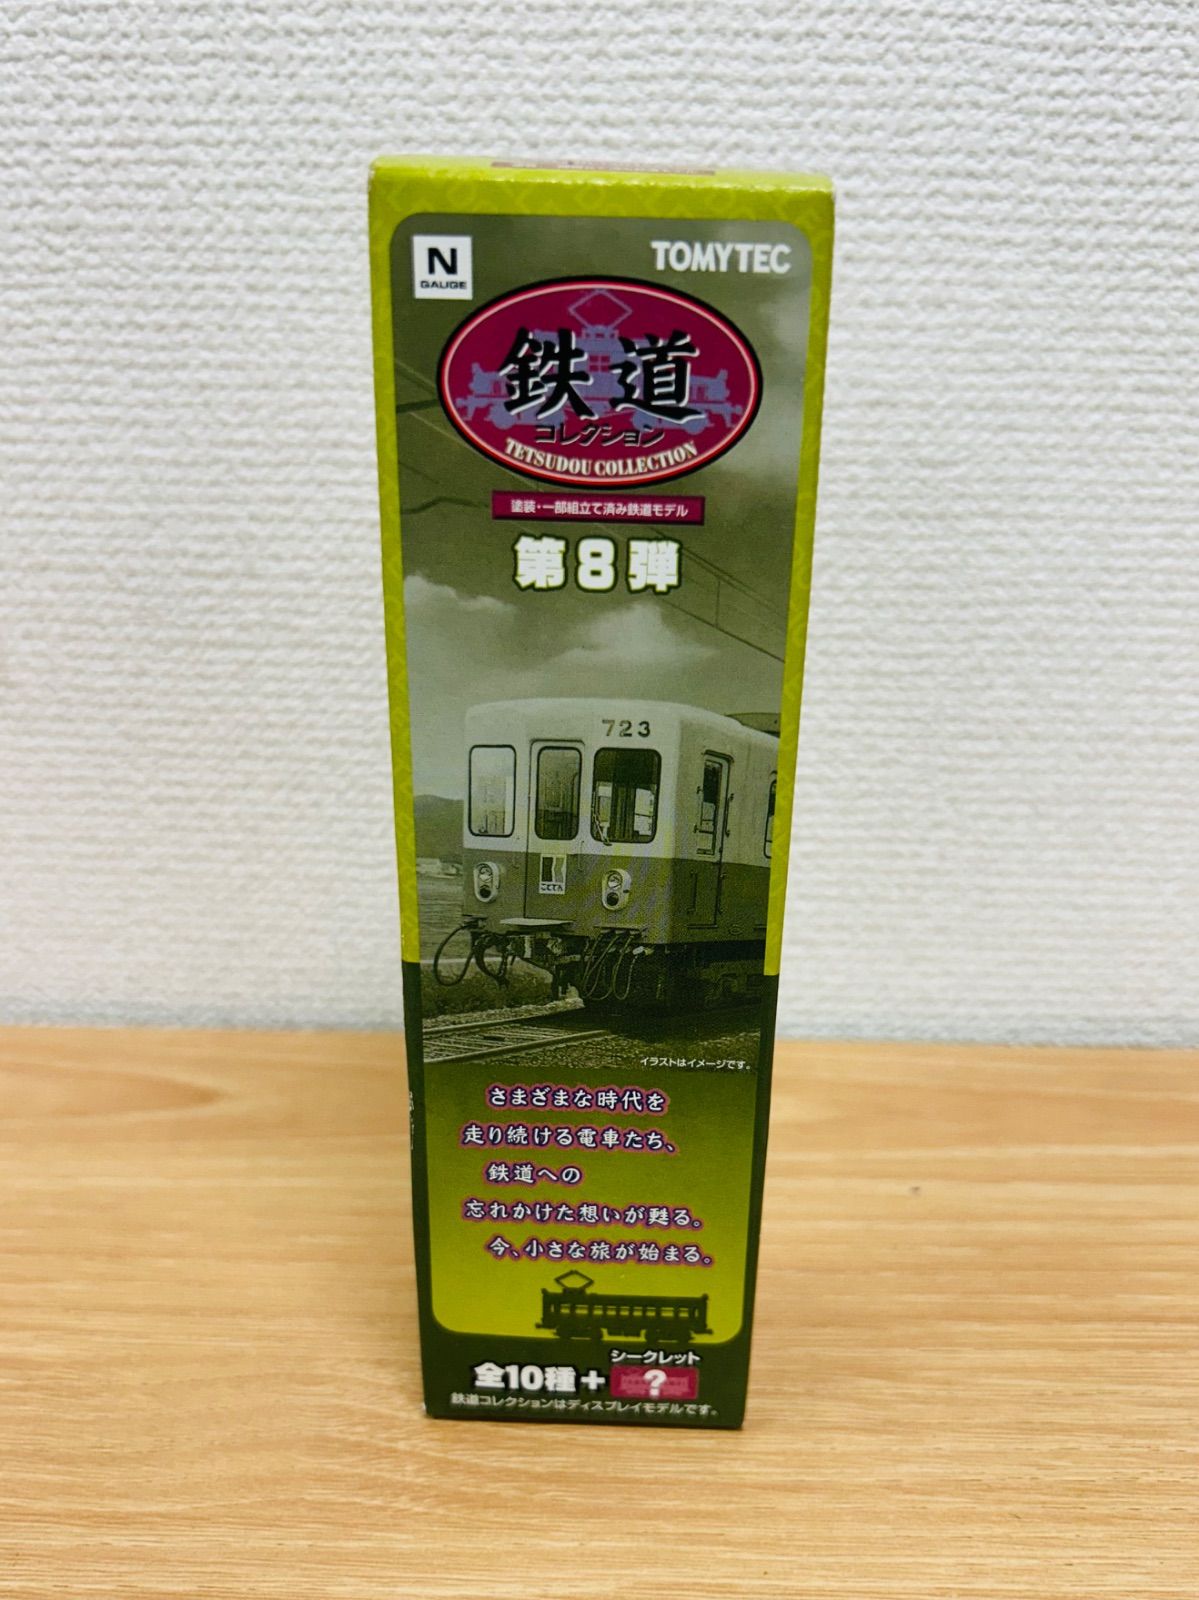 N
GAUGE
TOMYTEC
鉄道
コレクション
TETSUDOU COLLECTION
塗装・一部組立て済み鉄道モデル
第8弾
723
ことでん
イラストはイメージです。
さまざまな時代を
走り続ける電車たち、
鉄道への
忘れかけた想いが甦る。
今、小さな旅が始まる。
シークレット
全10種+ ?
鉄道コレクションはディスプレイモデルです。